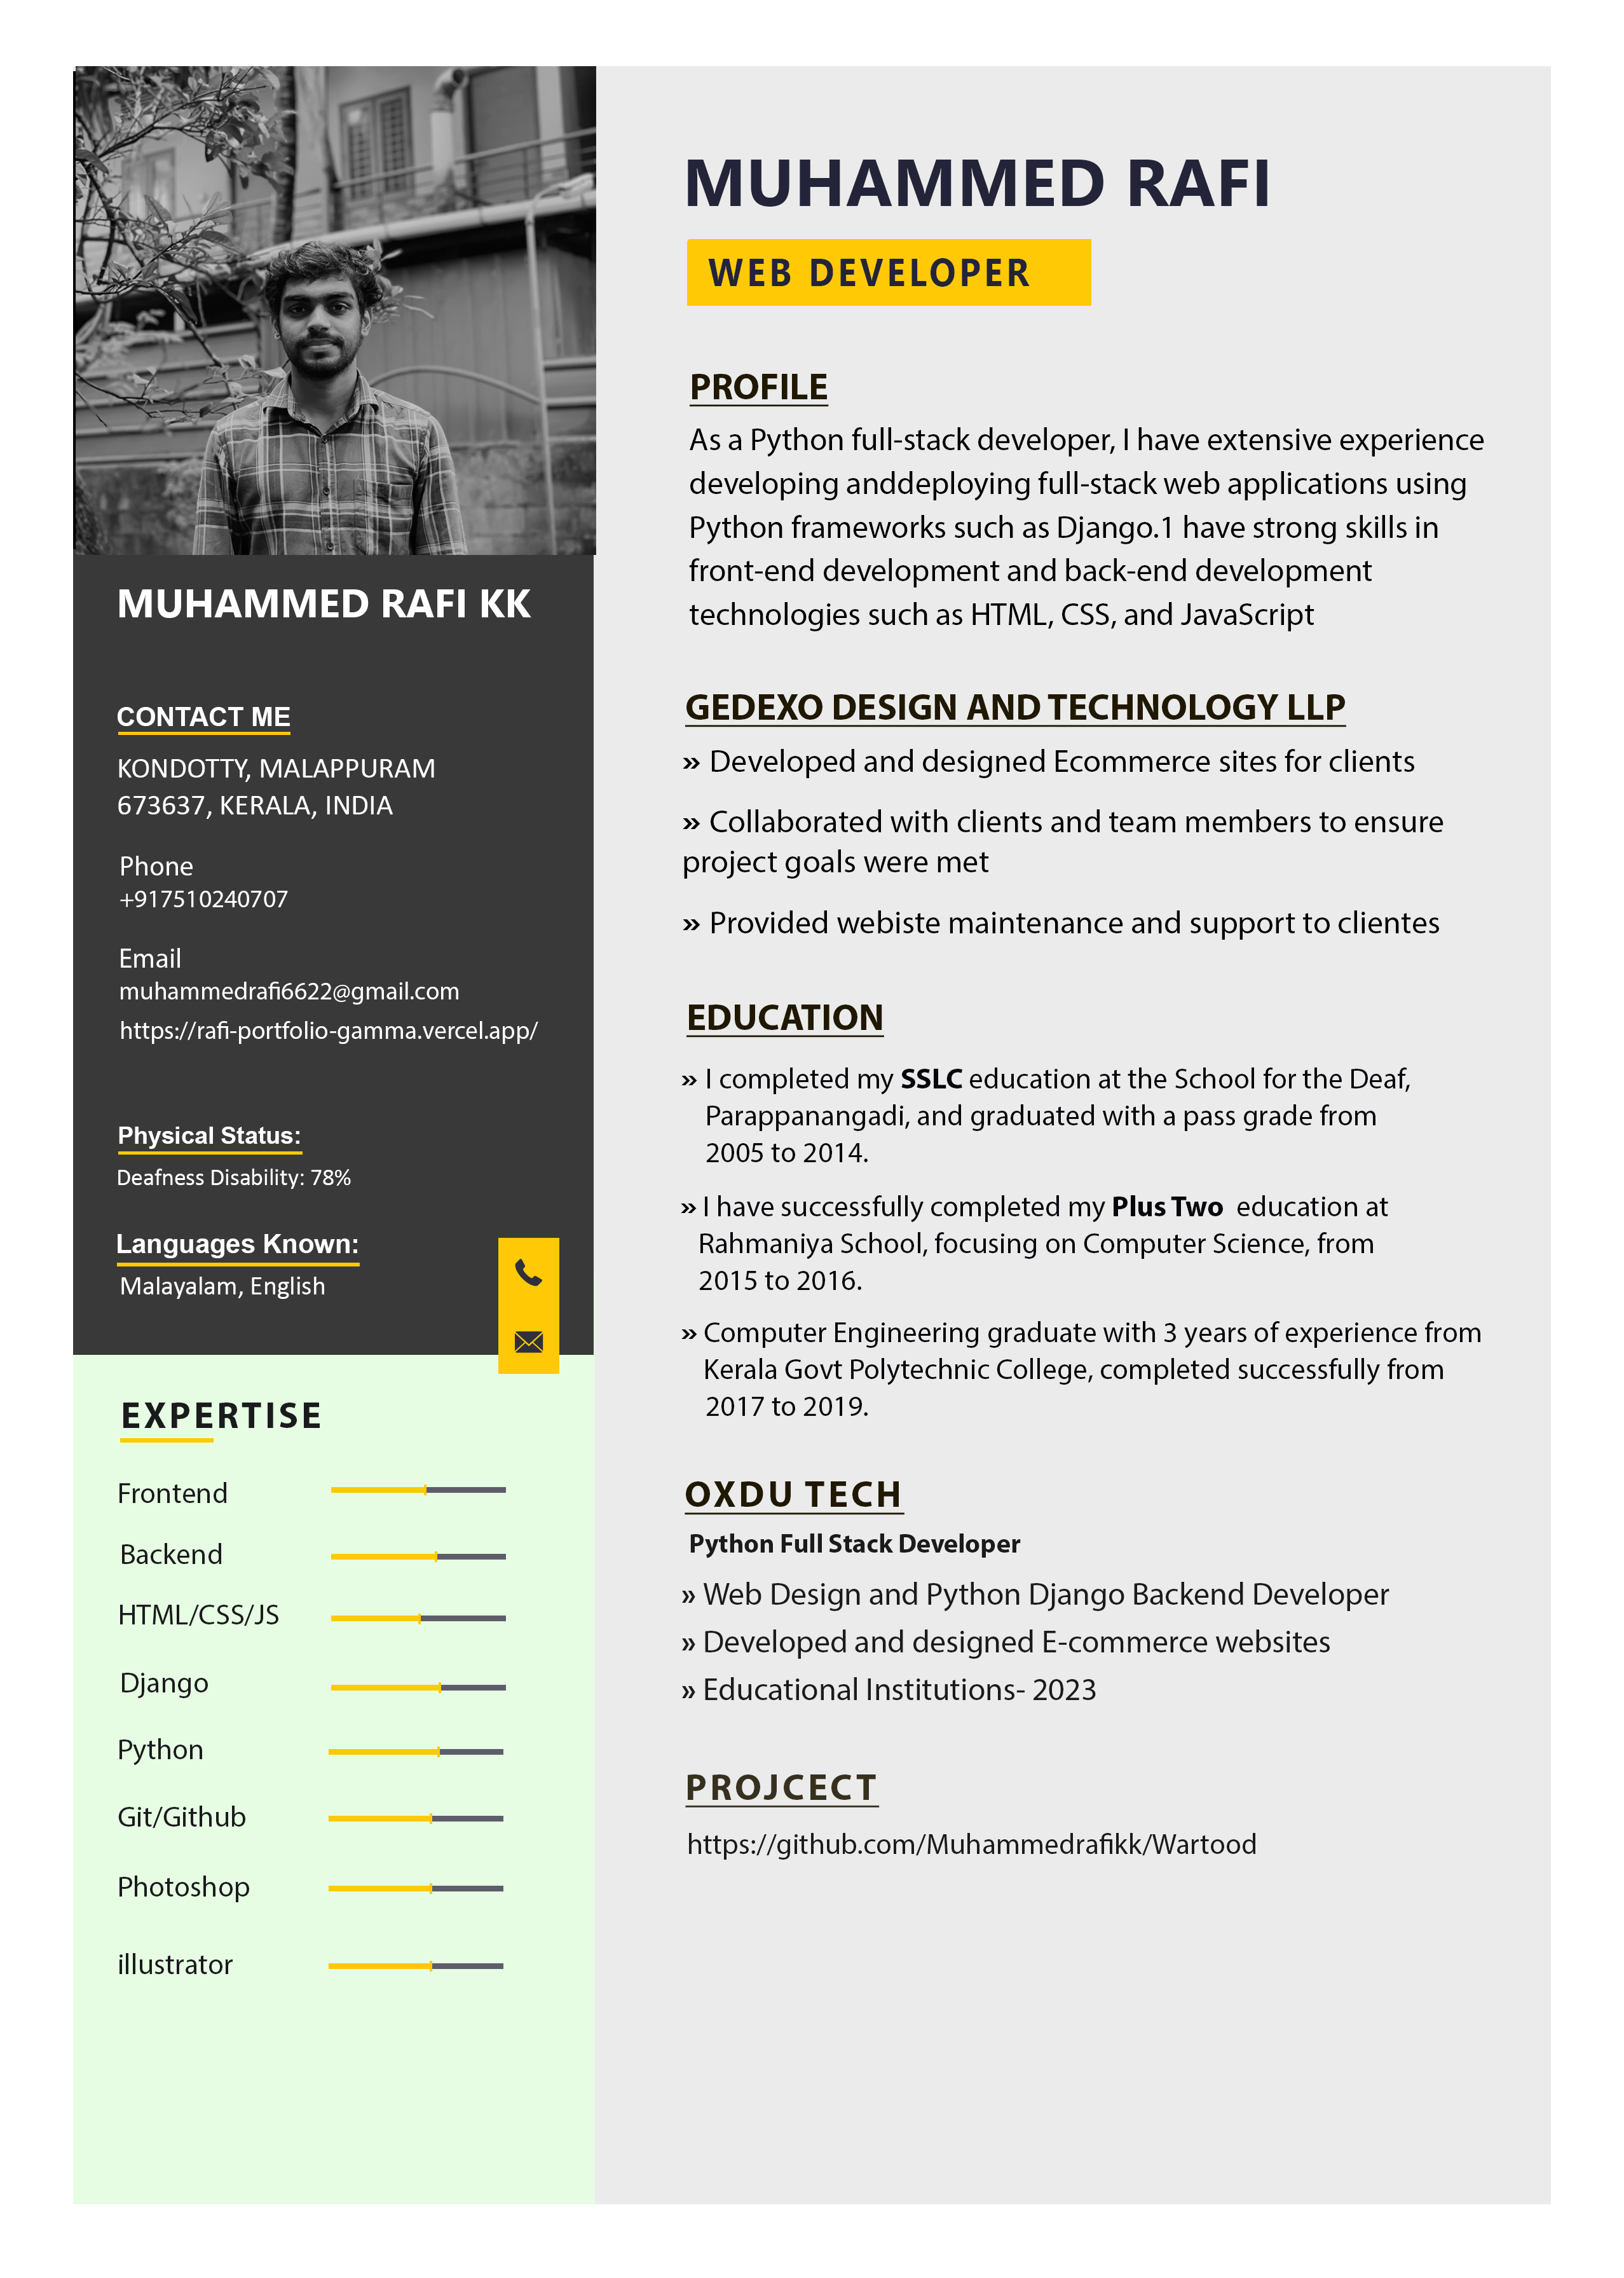 MUHAMMED RAFI KK
CONTACT ME
KONDOTTY, MALAPPURAM
673637, KERALA, INDIA
Phone
+917510240707
Email
muhammedrafi6622@gmail.com
https://rafi-portfolio-gamma.vercel.app/
Physical Status:
Deafness Disability: 78%
Languages Known:
Malayalam, English
EXPERTISE
Frontend
Backend
HTML/CSS/JS
Django
Python
Git/Github
Photoshop
illustrator
MUHAMMED RAFI
WEB DEVELOPER
PROFILE
As a Python full-stack developer, I have extensive experience
developing anddeploying full-stack web applications using
Python frameworks such as Django.1 have strong skills in
front-end development and back-end development
technologies such as HTML, CSS, and JavaScript
GEDEXO DESIGN AND TECHNOLOGY LLP
» Developed and designed Ecommerce sites for clients
» Collaborated with clients and team members to ensure
project goals were met
» Provided webiste maintenance and support to clientes
EDUCATION
» I completed my SSLC education at the School for the Deaf,
Parappanangadi, and graduated with a pass grade from
2005 to 2014.
» I have successfully completed my Plus Two education at
Rahmaniya School, focusing on Computer Science, from
2015 to 2016.
» Computer Engineering graduate with 3 years of experience from
Kerala Govt Polytechnic College, completed successfully from
2017 to 2019.
OXDU TECH
Python Full Stack Developer
» Web Design and Python Django Backend Developer
» Developed and designed E-commerce websites
» Educational Institutions- 2023
PROJCECT
https://github.com/Muhammedrafikk/Wartood